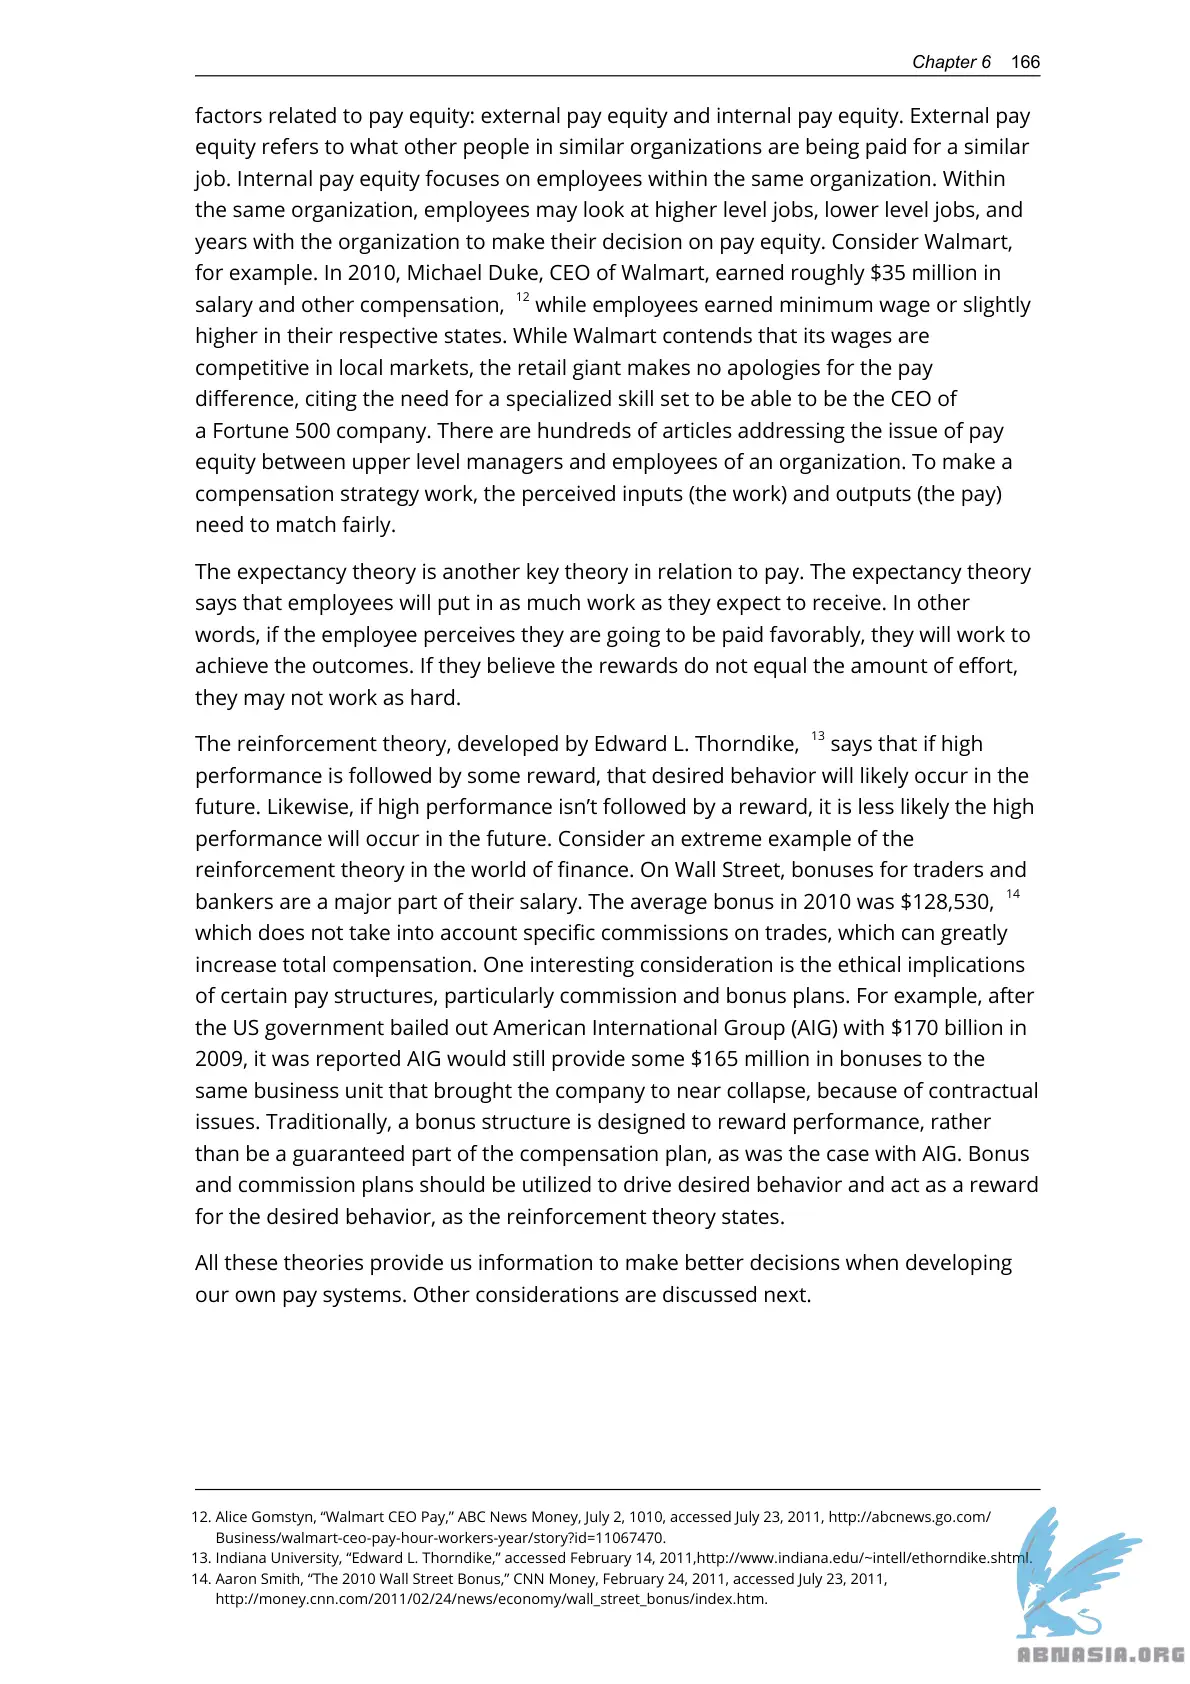 Chapter 6 166
factors related to pay equity: external pay equity and internal pay equity. External pay
equity refers to what other people in similar organizations are being paid for a similar
job. Internal pay equity focuses on employees within the same organization. Within
the same organization, employees may look at higher level jobs, lower level jobs, and
years with the organization to make their decision on pay equity. Consider Walmart,
for example. In 2010, Michael Duke, CEO of Walmart, earned roughly $35 million in
salary and other compensation, 12 while employees earned minimum wage or slightly
higher in their respective states. While Walmart contends that its wages are
competitive in local markets, the retail giant makes no apologies for the pay
difference, citing the need for a specialized skill set to be able to be the CEO of
a Fortune 500 company. There are hundreds of articles addressing the issue of pay
equity between upper level managers and employees of an organization. To make a
compensation strategy work, the perceived inputs (the work) and outputs (the pay)
need to match fairly.
The expectancy theory is another key theory in relation to pay. The expectancy theory
says that employees will put in as much work as they expect to receive. In other
words, if the employee perceives they are going to be paid favorably, they will work to
achieve the outcomes. If they believe the rewards do not equal the amount of effort,
they may not work as hard.
The reinforcement theory, developed by Edward L. Thorndike, 13 says that if high
performance is followed by some reward, that desired behavior will likely occur in the
future. Likewise, if high performance isn’t followed by a reward, it is less likely the high
performance will occur in the future. Consider an extreme example of the
reinforcement theory in the world of finance. On Wall Street, bonuses for traders and
bankers are a major part of their salary. The average bonus in 2010 was $128,530, 14
which does not take into account specific commissions on trades, which can greatly
increase total compensation. One interesting consideration is the ethical implications
of certain pay structures, particularly commission and bonus plans. For example, after
the US government bailed out American International Group (AIG) with $170 billion in
2009, it was reported AIG would still provide some $165 million in bonuses to the
same business unit that brought the company to near collapse, because of contractual
issues. Traditionally, a bonus structure is designed to reward performance, rather
than be a guaranteed part of the compensation plan, as was the case with AIG. Bonus
and commission plans should be utilized to drive desired behavior and act as a reward
for the desired behavior, as the reinforcement theory states.
All these theories provide us information to make better decisions when developing
our own pay systems. Other considerations are discussed next.
12. Alice Gomstyn, “Walmart CEO Pay,” ABC News Money, July 2, 1010, accessed July 23, 2011, http://abcnews.go.com/
Business/walmart-ceo-pay-hour-workers-year/story?id=11067470.
13. Indiana University, “Edward L. Thorndike,” accessed February 14, 2011,http://www.indiana.edu/~intell/ethorndike.shtml.
14. Aaron Smith, “The 2010 Wall Street Bonus,” CNN Money, February 24, 2011, accessed July 23, 2011,
http://money.cnn.com/2011/02/24/news/economy/wall_street_bonus/index.htm.
ABNASIA.ORG